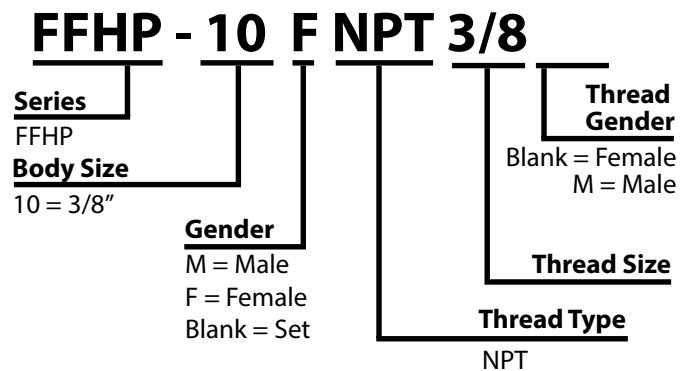 FFHP - 10 F NPT 3/8
Series
FFHP
Body Size
10 = 3/8”
Gender
M = Male
F = Female
Blank = Set
Thread
Gender
Blank = Female
M = Male
Thread Size
Thread Type
NPT